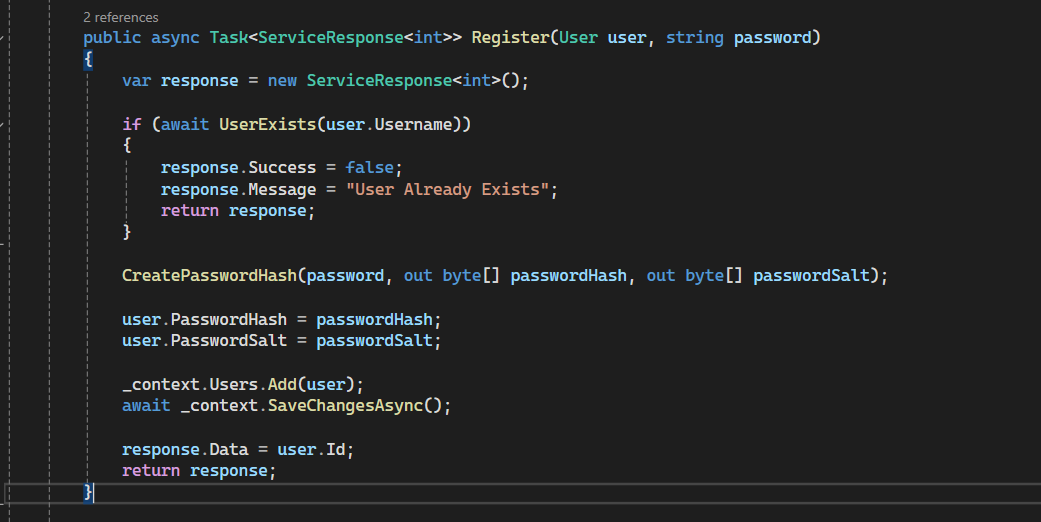 2 references
public async Task<ServiceResponse<int>> Register(User user, string password)
{
var response = new ServiceResponse<int>();
if (await UserExists(user.Username))
{
response.Success = false;
response.Message = "User Already Exists";
return response;
}
CreatePasswordHash(password, out byte[] passwordHash, out byte[] passwordSalt);
user.PasswordHash = passwordHash;
user.PasswordSalt = passwordSalt;
_context.Users.Add(user);
await _context.SaveChangesAsync();
response.Data = user.Id;
return response;
}